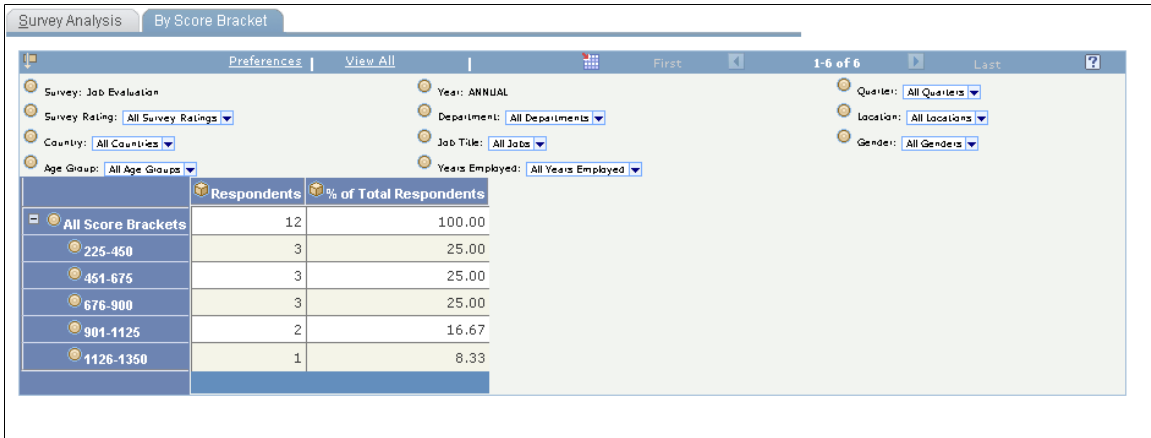 Survey Analysis By Score Bracket
Preferences | View All | First 1-6 of 6 Last ?
Survey: Job Evaluation Year: ANNUAL Quarter: All Quarters
Survey Rating: All Survey Ratings Department: All Departments Location: All Locations
Country: All Countries Job Title: All Jobs Gender: All Genders
Age Group: All Age Groups Years Employed: All Years Employed
Respondents % of Total Respondents
All Score Brackets 12 100.00
225-450 3 25.00
451-675 3 25.00
676-900 3 25.00
901-1125 2 16.67
1126-1350 1 8.33